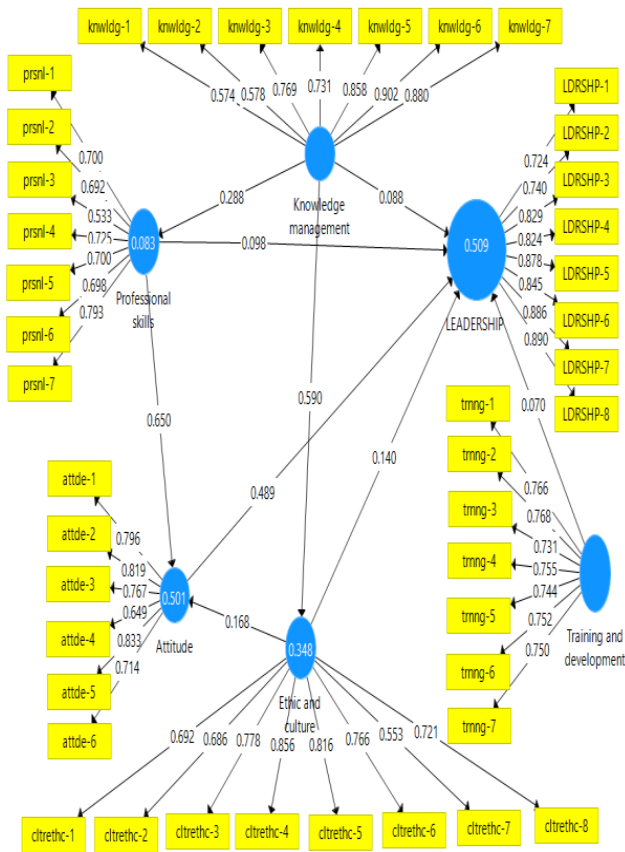 knwldg-1 knwldg-2 knwldg-3 knwldg-4 knwldg-5 knwldg-6 knwldg-7
0.574 0.578 0.769 0.731 0.858 0.902 0.880
prsnl-1
prsnl-2
prsnl-3
prsnl-4
prsnl-5
prsnl-6
prsnl-7
0.700
0.692
0.533
0.725
0.700
0.698
0.793
0.083
Professional
skills
0.288
Knowledge
management
0.088
0.098
LDRSHP-1
LDRSHP-2
LDRSHP-3
LDRSHP-4
LDRSHP-5
LDRSHP-6
LDRSHP-7
LDRSHP-8
0.724
0.740
0.829
0.824
0.878
0.845
0.886
0.890
0.509
LEADERSHIP
0.650
0.590
0.489
0.140
0.070
trnng-1
trnng-2
trnng-3
trnng-4
trnng-5
trnng-6
trnng-7
0.766
0.768
0.731
0.755
0.744
0.752
0.750
Training and
development
attde-1
attde-2
attde-3
attde-4
attde-5
attde-6
0.796
0.819
0.767
0.649
0.833
0.714
0.501
Attitude
0.168
0.348
Ethic and
culture
0.692 0.686 0.778 0.856 0.816 0.766 0.553 0.721
cltrethc-1 cltrethc-2 cltrethc-3 cltrethc-4 cltrethc-5 cltrethc-6 cltrethc-7 cltrethc-8